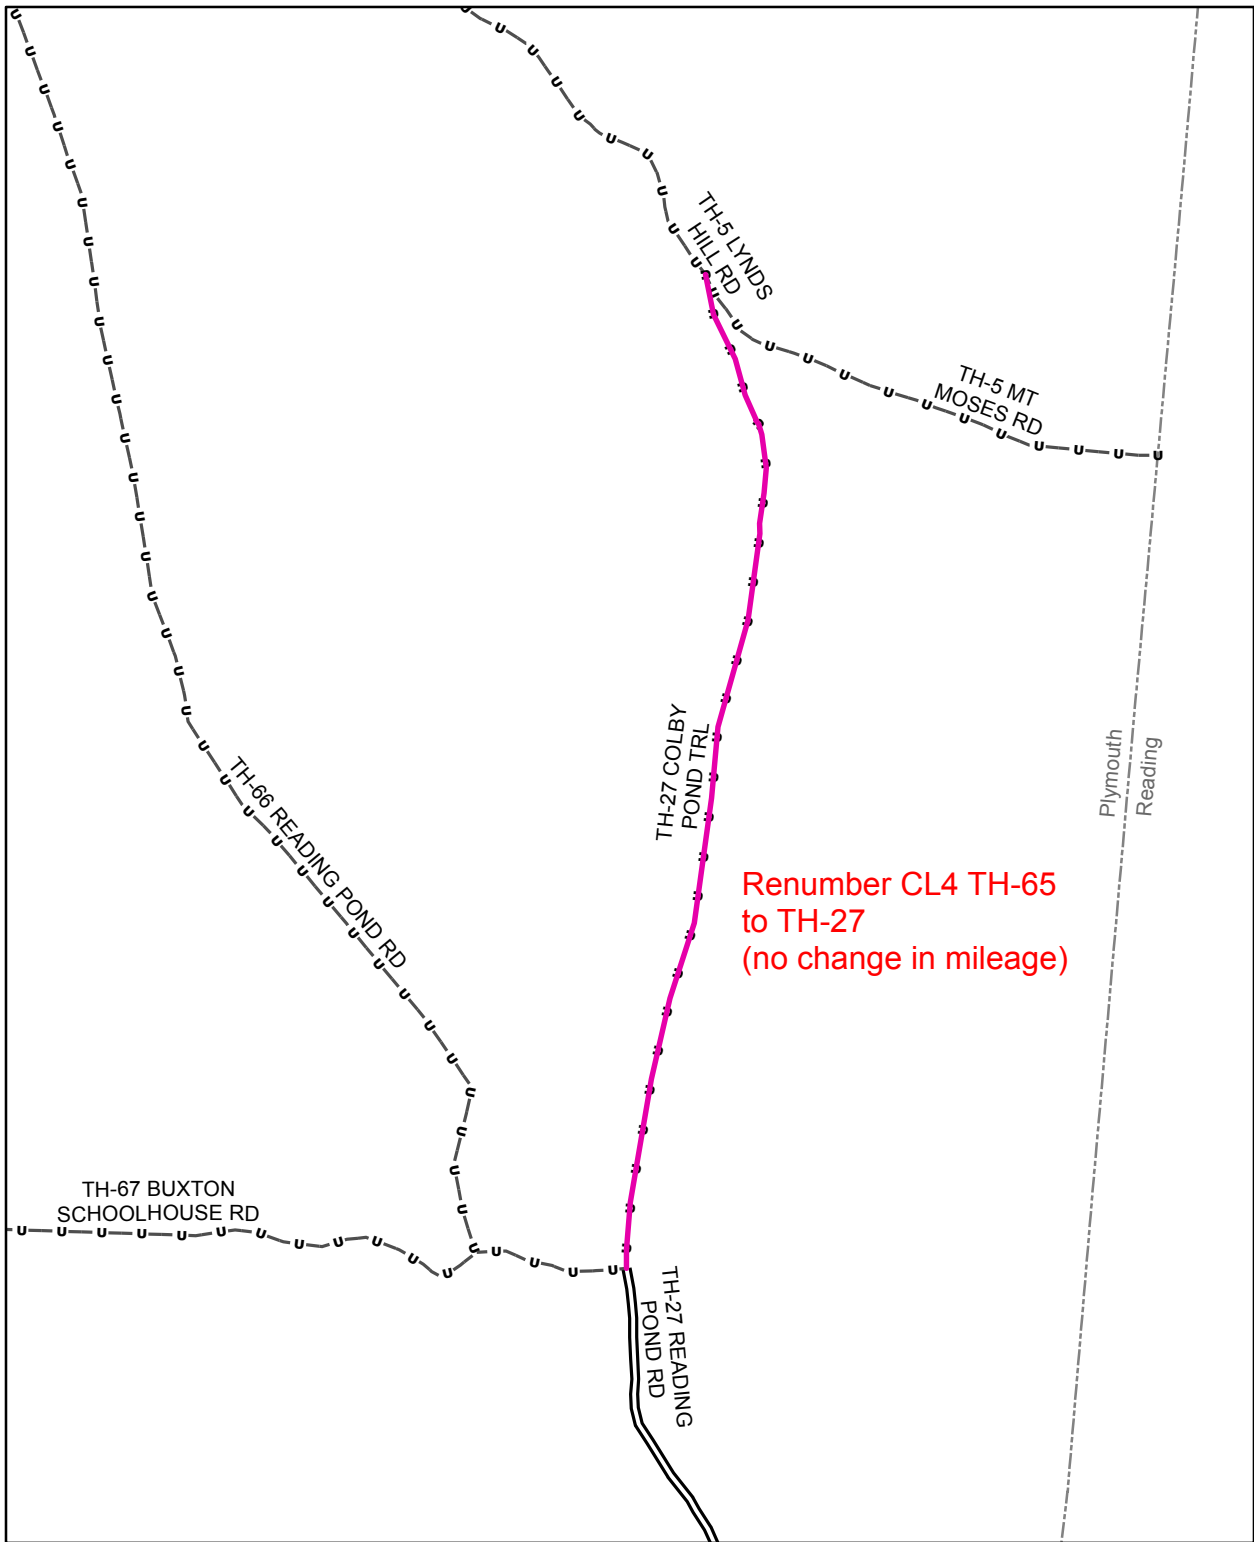 TH-5 LYNDS
HILL RD
TH-5 MT
MOSES RD
TH-27 COLBY
POND TRL
Plymouth
Reading
TH-66 READING POND RD
Renumber CL4 TH-65
to TH-27
(no change in mileage)
TH-67 BUXTON
SCHOOLHOUSE RD
TH-27 READING
POND RD